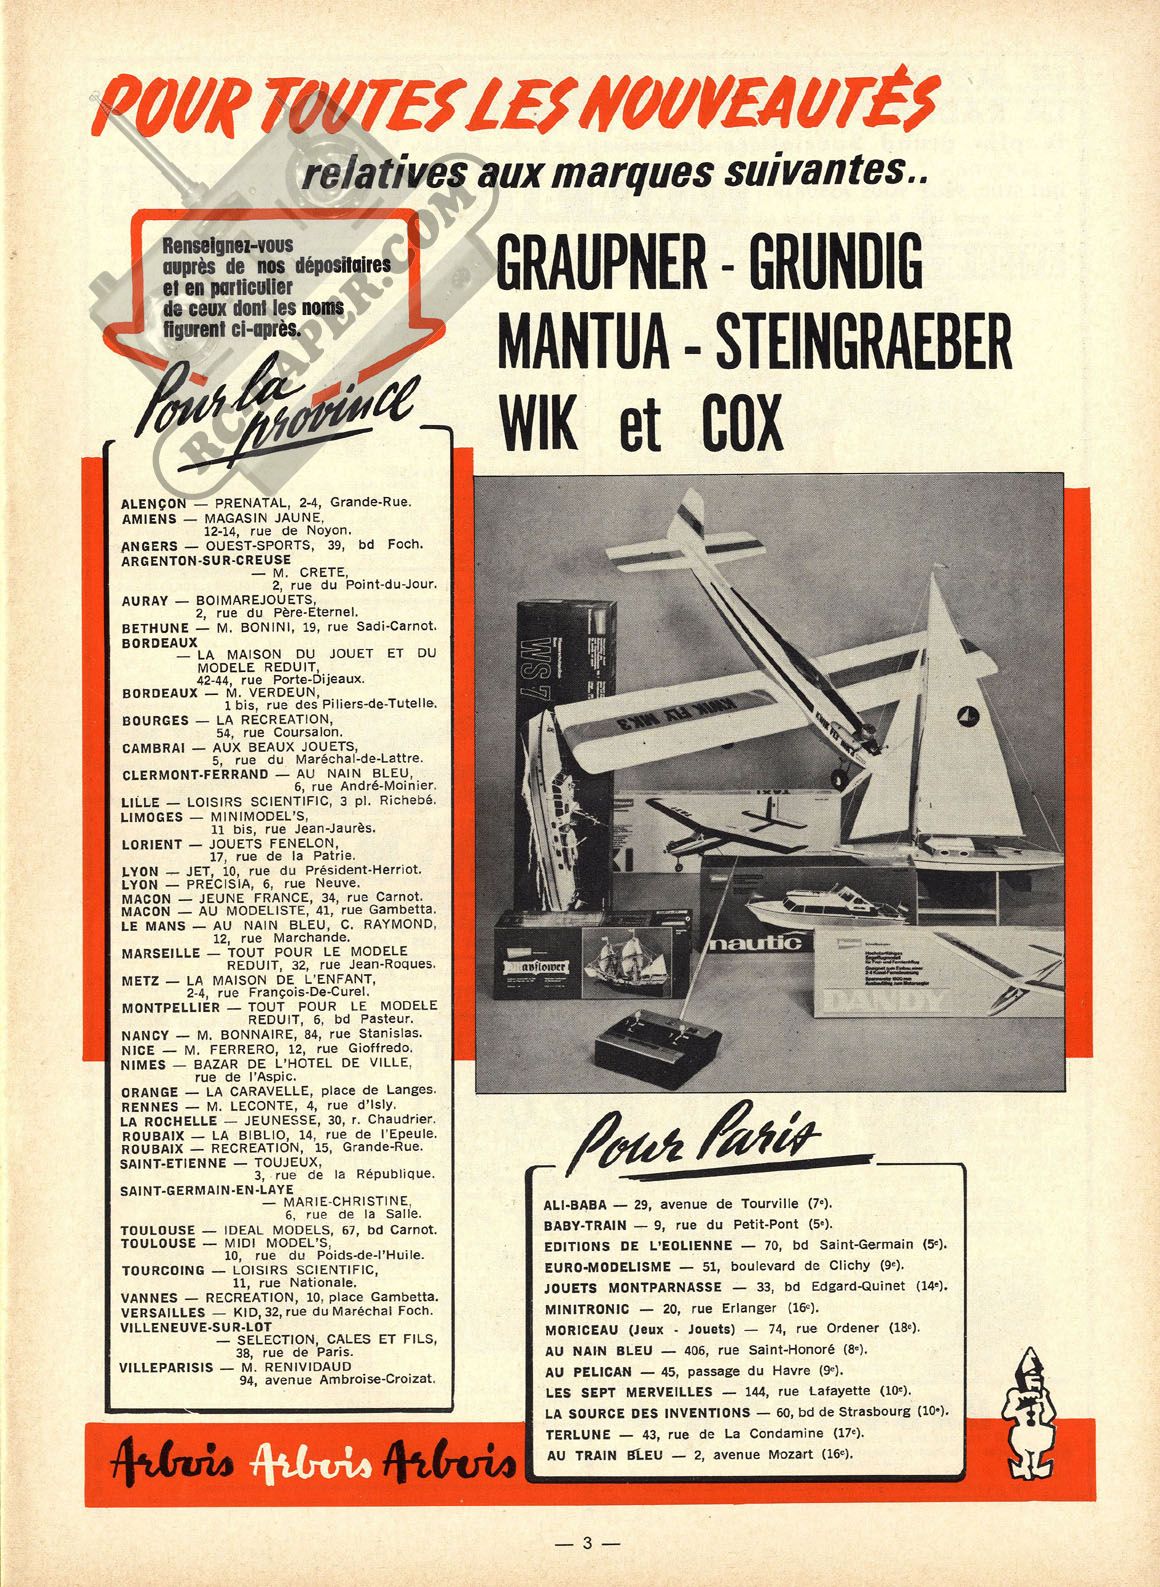 POUR TOUTES LES NOUVEAUTÉS
relatives aux marques suivantes..
Renseignez-vous
auprès de nos dépositaires
et en particulier
de ceux dont les noms
figurent ci-après.
GRAUPNER - GRUNDIG
MANTUA - STEINGRAEBER
WIK et COX
RC-PAPER.COM
Pour la
province
ALENÇON — PRENATAL, 2-4, Grande-Rue.
AMIENS — MAGASIN JAUNE,
12-14, rue de Noyon.
ANGERS — OUEST-SPORTS, 39, bd Foch.
ARGENTON-SUR-CREUSE
— M. CRETE,
2, rue du Point-du-Jour.
AURAY — BOIMAREJOUETS,
2, rue du Père-Eternel.
BETHUNE — M. BONINI, 19, rue Sadi-Carnot.
BORDEAUX
— LA MAISON DU JOUET ET DU
MODELE REDUIT,
42-44, rue Porte-Dijeaux.
BORDEAUX — M. VERDEUN,
1 bis, rue des Piliers-de-Tutelle.
BOURGES — LA RECREATION,
54, rue Coursalon.
CAMBRAI — AUX BEAUX JOUETS,
5, rue du Maréchal-de-Lattre.
CLERMONT-FERRAND — AU NAIN BLEU,
6, rue André-Moinier.
LILLE — LOISIRS SCIENTIFIC, 3 pl. Richebé.
LIMOGES — MINIMODEL'S,
11 bis, rue Jean-Jaurès.
LORIENT — JOUETS FENELON,
17, rue de la Patrie.
LYON — JET, 10, rue du Président-Herriot.
LYON — PRECISIA, 6, rue Neuve.
MACON — JEUNE FRANCE, 34, rue Carnot.
MACON — AU MODELISTE, 41, rue Gambetta.
LE MANS — AU NAIN BLEU, C. RAYMOND,
12, rue Marchande.
MARSEILLE — TOUT POUR LE MODELE
REDUIT, 32, rue Jean-Roques.
METZ — LA MAISON DE L'ENFANT,
2-4, rue François-De-Curel.
MONTPELLIER — TOUT POUR LE MODELE
REDUIT, 6, bd Pasteur.
NANCY — M. BONNAIRE, 84, rue Stanislas.
NICE — M. FERRERO, 12, rue Gioffredo.
NIMES — BAZAR DE L'HOTEL DE VILLE,
rue de l'Aspic.
ORANGE — LA CARAVELLE, place de Langes.
RENNES — M. LECONTE, 4, rue d'Isly.
LA ROCHELLE — JEUNESSE, 30, r. Chaudrier.
ROUBAIX — LA BIBLIO, 14, rue de l'Epeule.
ROUBAIX — RECREATION, 15, Grande-Rue.
SAINT-ETIENNE — TOUJEUX,
3, rue de la République.
SAINT-GERMAIN-EN-LAYE
— MARIE-CHRISTINE,
6, rue de la Salle.
TOULOUSE — IDEAL MODELS, 67, bd Carnot.
TOULOUSE — MIDI MODEL'S,
10, rue du Poids-de-l'Huile.
TOURCOING — LOISIRS SCIENTIFIC,
11, rue Nationale.
VANNES — RECREATION, 10, place Gambetta.
VERSAILLES — KID, 32, rue du Maréchal Foch.
VILLENEUVE-SUR-LOT
— SELECTION, CALES ET FILS,
38, rue de Paris.
VILLEPARISIS — M. RENIVIDAUD
94, avenue Ambroise-Croizat.
WS 7
KWIK FLY MK3
KWIK FLY MK3
TAXI
nautic
Mayflower
DANDY
Pour Paris
ALI-BABA — 29, avenue de Tourville (7e).
BABY-TRAIN — 9, rue du Petit-Pont (5e).
EDITIONS DE L'EOLIENNE — 70, bd Saint-Germain (5e).
EURO-MODELISME — 51, boulevard de Clichy (9e).
JOUETS MONTPARNASSE — 33, bd Edgard-Quinet (14e).
MINITRONIC — 20, rue Erlanger (16e).
MORICEAU (Jeux - Jouets) — 74, rue Ordener (18e).
AU NAIN BLEU — 406, rue Saint-Honoré (8e).
AU PELICAN — 45, passage du Havre (9e).
LES SEPT MERVEILLES — 144, rue Lafayette (10e).
LA SOURCE DES INVENTIONS — 60, bd de Strasbourg (10e).
TERLUNE — 43, rue de La Condamine (17e).
AU TRAIN BLEU — 2, avenue Mozart (16e).
Arbois Arbois Arbois
— 3 —